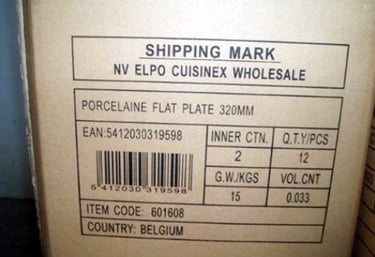 SHIPPING MARK
NV ELPO CUISINEX WHOLESALE
PORCELAINE FLAT PLATE 320MM
EAN:5412030319598
INNER CTN. Q.T.Y/PCS
2 12
G.W./KGS VOL.CNT
15 0.033
5 412030 319598
ITEM CODE: 601608
COUNTRY: BELGIUM